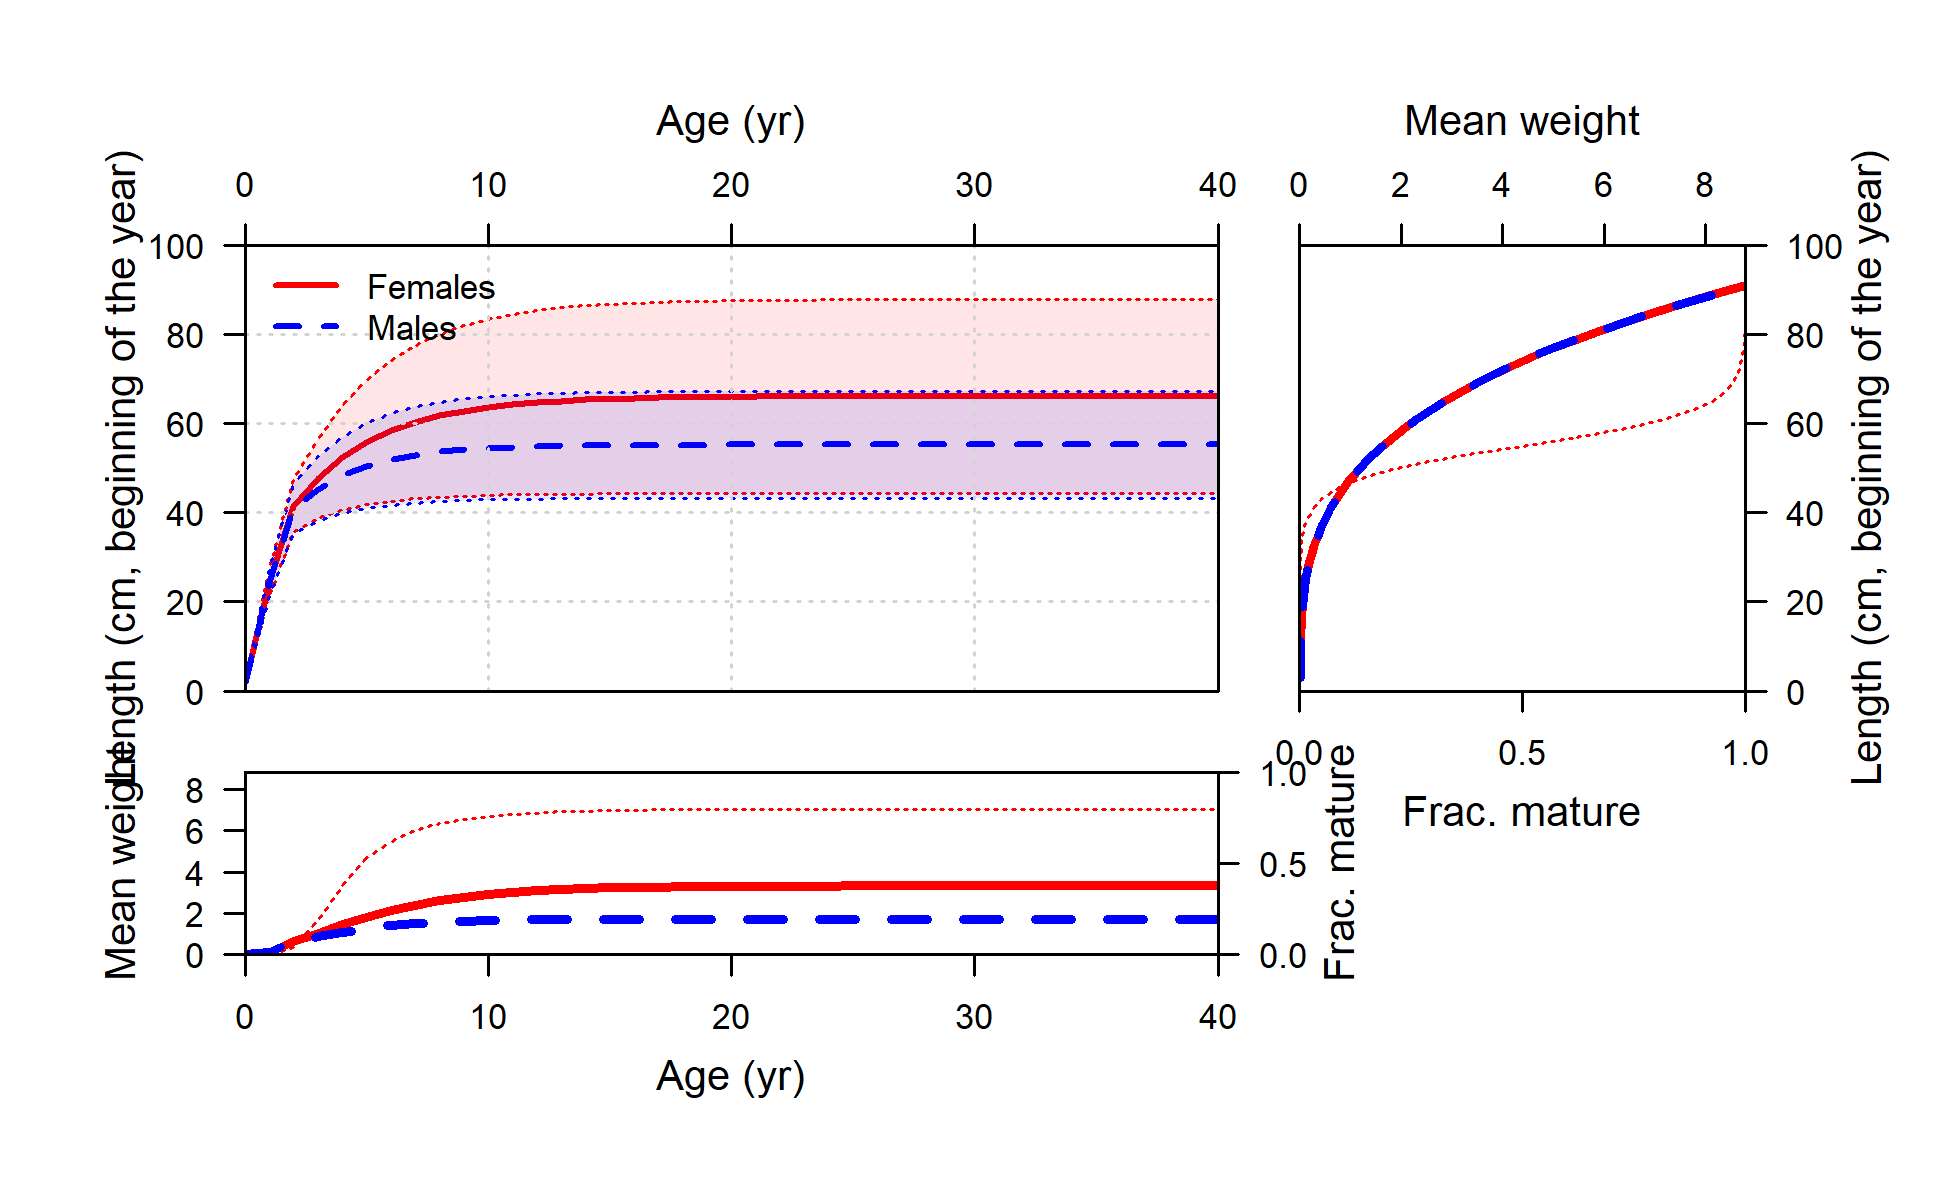 Age (yr)
Mean weight
0 10 20 30 40
0 2 4 6 8
Length (cm, beginning of the year)
100
80
60
40
20
0
Females
Males
100
80
60
40
20
0
Length (cm, beginning of the year)
0.0 0.5 1.0
Frac. mature
Mean weight
8
6
4
2
0
1.0
0.5
0.0
Frac. mature
0 10 20 30 40
Age (yr)